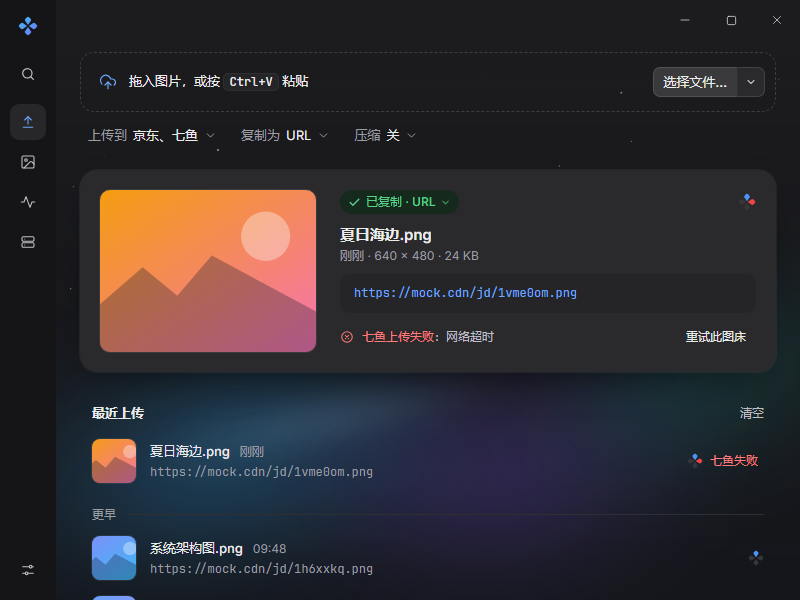 拖入图片，或按 Ctrl+V 粘贴
选择文件...
上传到 京东、七鱼
复制为 URL
压缩 关
已复制 · URL
夏日海边.png
刚刚 · 640 × 480 · 24 KB
https://mock.cdn/jd/1vme0om.png
七鱼上传失败：网络超时
重试此图床
最近上传
清空
夏日海边.png 刚刚
https://mock.cdn/jd/1vme0om.png
七鱼失败
更早
系统架构图.png 09:48
https://mock.cdn/jd/1h6xxkq.png